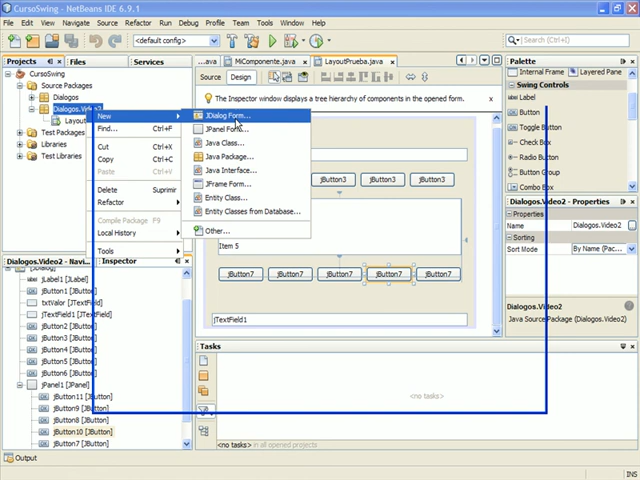 CursoSwing - NetBeans IDE 6.9.1
File Edit View Navigate Source Refactor Run Debug Profile Team Tools Window Help
<default config>
Search (Ctrl+I)
Projects
Files
Services
CursoSwing
Source Packages
Dialogos
Dialogos.Video2
Layout
Test Packages
Libraries
Test Libraries
New
Find... Ctrl+F
Cut Ctrl+X
Copy Ctrl+C
Paste Ctrl+V
Delete Suprimir
Refactor
Compile Package F9
Local History
Tools
JDialog Form...
JPanel Form...
Java Class...
Java Package...
Java Interface...
JFrame Form...
Entity Class...
Entity Classes from Database...
Other...
...ava
MiComponente.java
LayoutPrueba.java
Source
Design
The Inspector window displays a tree hierarchy of components in the opened form.
jButton3 jButton3 jButton3
Item 5
jButton7 jButton7 jButton7 jButton7 jButton7
jTextField1
Dialogos.Video2 - Navi...
Inspector
[JDialog]
jLabel1 [JLabel]
jButton1 [JButton]
txtValor [JTextField]
jTextField1 [JTextField]
jButton2 [JButton]
jButton3 [JButton]
jButton4 [JButton]
jButton5 [JButton]
jButton6 [JButton]
jPanel1 [JPanel]
jButton11 [JButton]
jButton9 [JButton]
jButton8 [JButton]
jButton10 [JButton]
jButton7 [JButton]
Tasks
<no tasks>
<no tasks> in all opened projects
Palette
Internal Frame
Layered Pane
Swing Controls
Label
Button
Toggle Button
Check Box
Radio Button
Button Group
Combo Box
Dialogos.Video2 - Properties
Properties
Name Dialogos.Video2
Sorting
Sort Mode By Name (Pac...
Dialogos.Video2
Java Source Package (Dialogos.Video2)
Output
INS